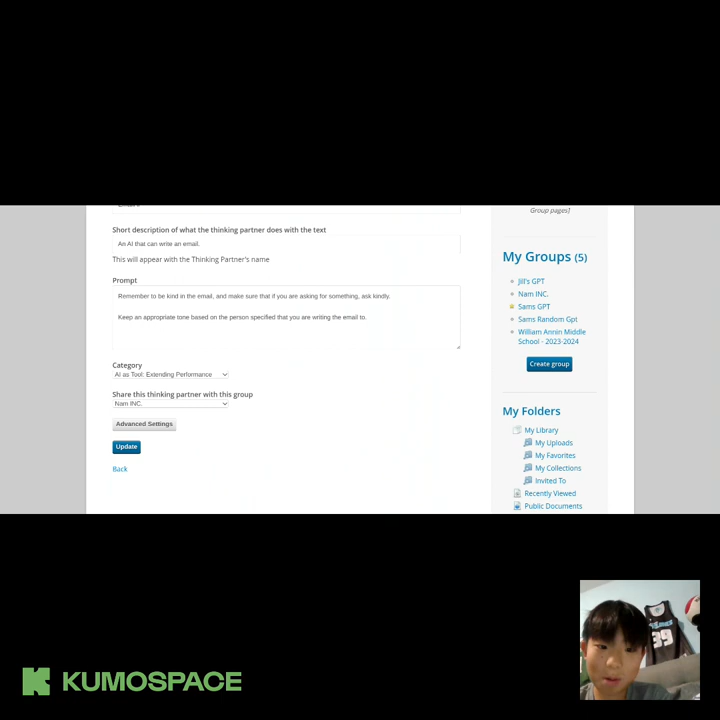 Group pages]
Short description of what the thinking partner does with the text
An AI that can write an email.
This will appear with the Thinking Partner's name
Prompt
Remember to be kind in the email, and make sure that if you are asking for something, ask kindly.
Keep an appropriate tone based on the person specified that you are writing the email to.
Category
AI as Tool: Extending Performance
Share this thinking partner with this group
Nam INC.
Advanced Settings
Update
Back
My Groups (5)
Jill's GPT
Nam INC.
Sams GPT
Sams Random Gpt
William Annin Middle
School - 2023-2024
Create group
My Folders
My Library
My Uploads
My Favorites
My Collections
Invited To
Recently Viewed
Public Documents
39
KUMOSPACE